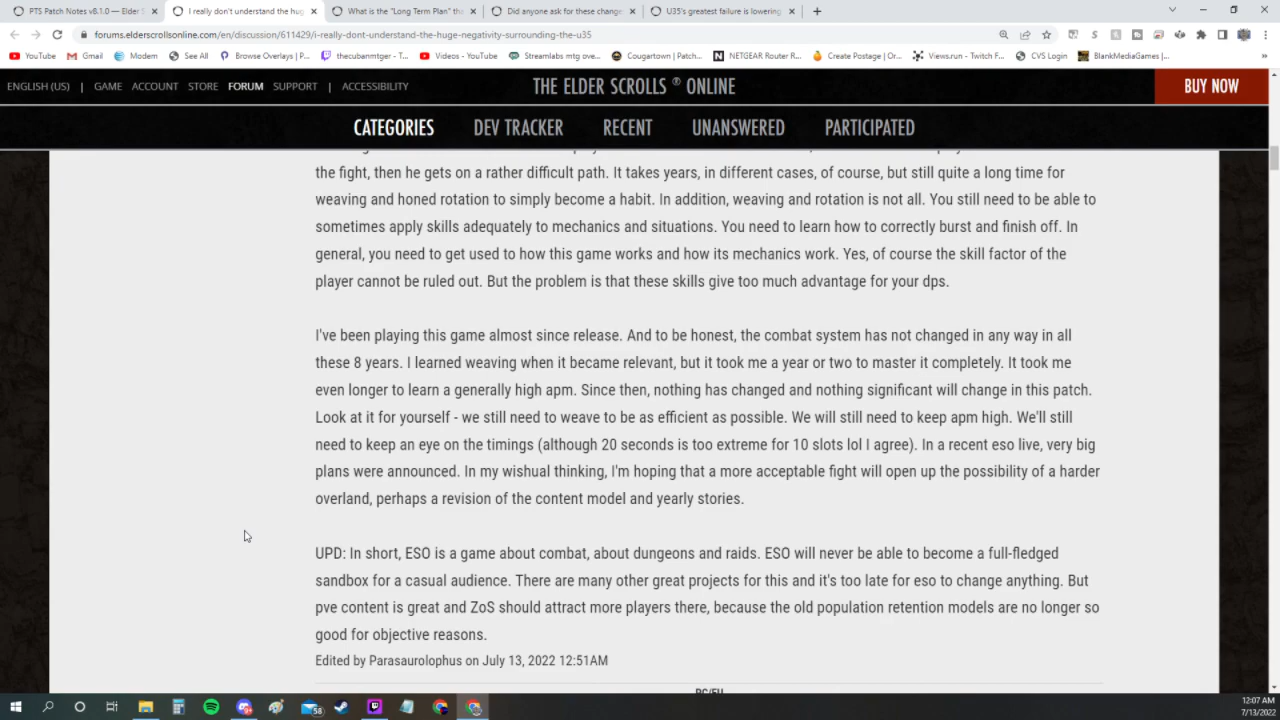 PTS Patch Notes v8.1.0 — Elder S
I really don't understand the hug
What is the "Long Term Plan" tha
Did anyone ask for these change
U35's greatest failure is lowering
forums.elderscrollsonline.com/en/discussion/611429/i-really-dont-understand-the-huge-negativity-surrounding-the-u35
YouTube
Gmail
Modem
See All
Browse Overlays | P...
thecubanmtger - T...
Videos - YouTube
Streamlabs mtg ove...
Cougartown | Patch...
NETGEAR Router R...
Create Postage | Or...
Views.run - Twitch F...
CVS Login
BlankMediaGames |...
ENGLISH (US) | GAME ACCOUNT STORE FORUM SUPPORT | ACCESSIBILITY
THE ELDER SCROLLS ® ONLINE
BUY NOW
CATEGORIES DEV TRACKER RECENT UNANSWERED PARTICIPATED
the fight, then he gets on a rather difficult path. It takes years, in different cases, of course, but still quite a long time for
weaving and honed rotation to simply become a habit. In addition, weaving and rotation is not all. You still need to be able to
sometimes apply skills adequately to mechanics and situations. You need to learn how to correctly burst and finish off. In
general, you need to get used to how this game works and how its mechanics work. Yes, of course the skill factor of the
player cannot be ruled out. But the problem is that these skills give too much advantage for your dps.
I've been playing this game almost since release. And to be honest, the combat system has not changed in any way in all
these 8 years. I learned weaving when it became relevant, but it took me a year or two to master it completely. It took me
even longer to learn a generally high apm. Since then, nothing has changed and nothing significant will change in this patch.
Look at it for yourself - we still need to weave to be as efficient as possible. We will still need to keep apm high. We'll still
need to keep an eye on the timings (although 20 seconds is too extreme for 10 slots lol I agree). In a recent eso live, very big
plans were announced. In my wishual thinking, I'm hoping that a more acceptable fight will open up the possibility of a harder
overland, perhaps a revision of the content model and yearly stories.
UPD: In short, ESO is a game about combat, about dungeons and raids. ESO will never be able to become a full-fledged
sandbox for a casual audience. There are many other great projects for this and it's too late for eso to change anything. But
pve content is great and ZoS should attract more players there, because the old population retention models are no longer so
good for objective reasons.
Edited by Parasaurolophus on July 13, 2022 12:51AM
PC/EU
58
12:07 AM
7/13/2022